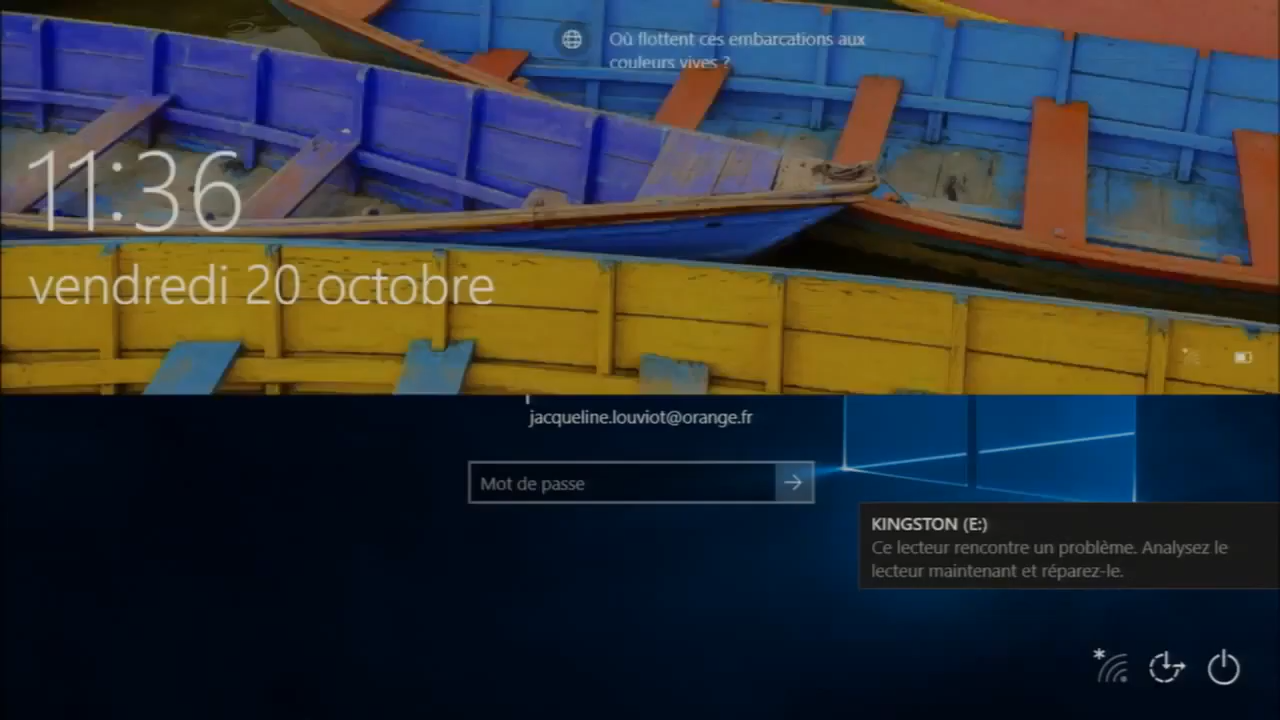 Où flottent ces embarcations aux
couleurs vives ?
11:36
vendredi 20 octobre
jacqueline.louviot@orange.fr
Mot de passe
KINGSTON (E:)
Ce lecteur rencontre un problème. Analysez le
lecteur maintenant et réparez-le.